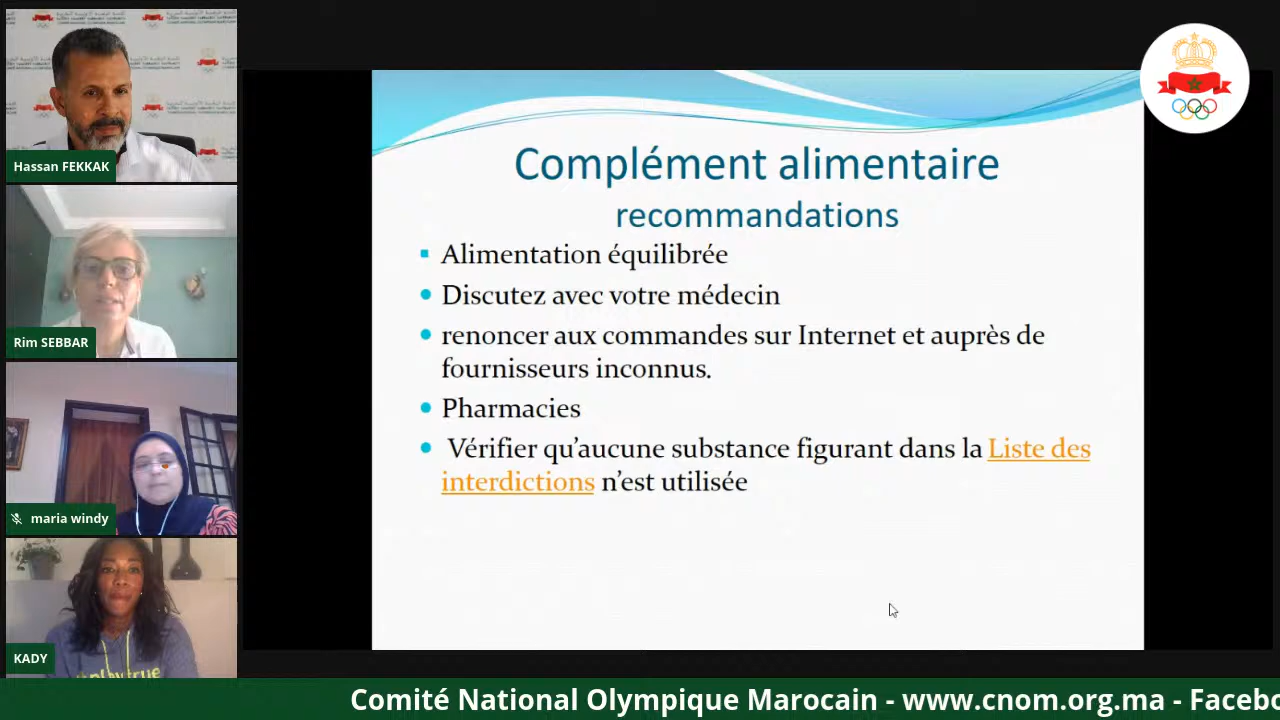 Hassan FEKKAK
Rim SEBBAR
maria windy
KADY
Complément alimentaire
recommandations
Alimentation équilibrée
Discutez avec votre médecin
renoncer aux commandes sur Internet et auprès de
fournisseurs inconnus.
Pharmacies
Vérifier qu’aucune substance figurant dans la Liste des
interdictions n’est utilisée
Comité National Olympique Marocain - www.cnom.org.ma - Facebo